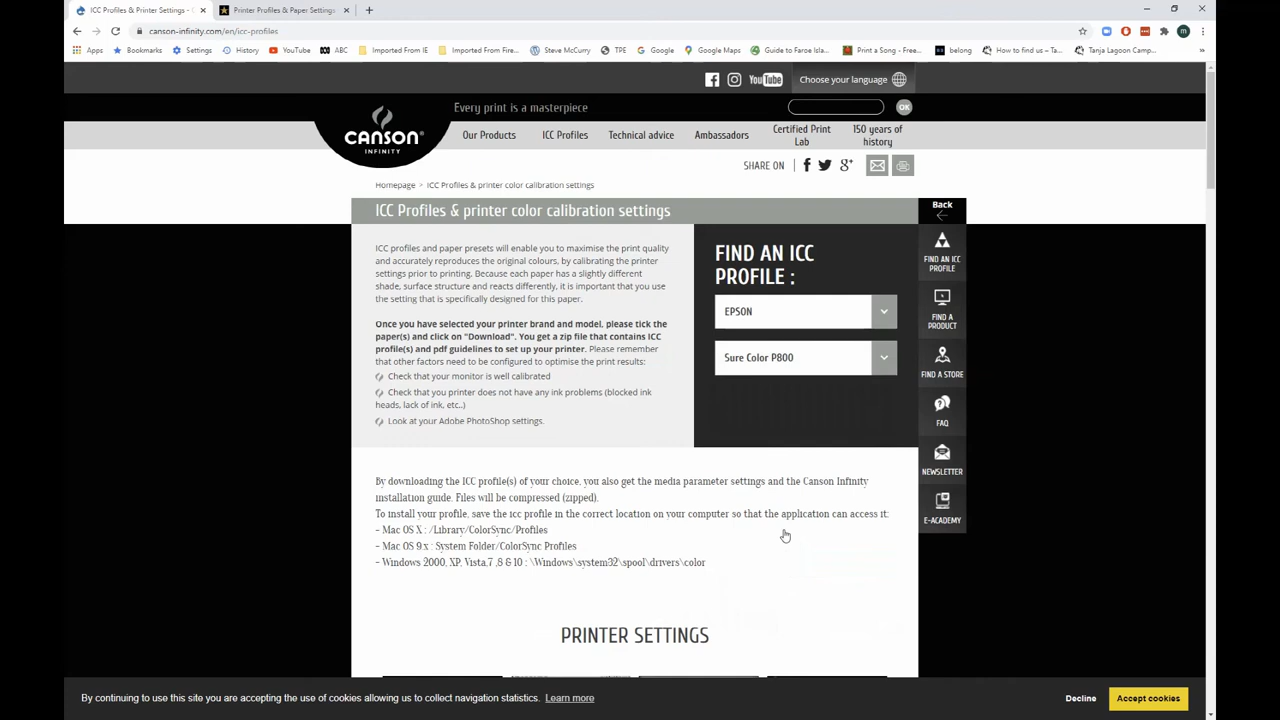 ICC Profiles & Printer Settings - C
Printer Profiles & Paper Settings
canson-infinity.com/en/icc-profiles
Apps Bookmarks Settings History YouTube ABC Imported From IE Imported From Fire... Steve McCurry TPE Google Google Maps Guide to Faroe Isla... Print a Song - Free... belong How to find us – Ta... Tanja Lagoon Camp...
Choose your language
Every print is a masterpiece
OK
CANSON
INFINITY
Our Products
ICC Profiles
Technical advice
Ambassadors
Certified Print
Lab
150 years of
history
SHARE ON
Homepage > ICC Profiles & printer color calibration settings
ICC Profiles & printer color calibration settings
ICC profiles and paper presets will enable you to maximise the print quality
and accurately reproduces the original colours, by calibrating the printer
settings prior to printing. Because each paper has a slightly different
shade, surface structure and reacts differently, it is important that you use
the setting that is specifically designed for this paper.
Once you have selected your printer brand and model, please tick the
paper(s) and click on "Download". You get a zip file that contains ICC
profile(s) and pdf guidelines to set up your printer. Please remember
that other factors need to be configured to optimise the print results:
Check that your monitor is well calibrated
Check that you printer does not have any ink problems (blocked ink
heads, lack of ink, etc..)
Look at your Adobe PhotoShop settings.
FIND AN ICC
PROFILE :
EPSON
Sure Color P800
Back
FIND AN ICC
PROFILE
FIND A
PRODUCT
FIND A STORE
FAQ
NEWSLETTER
E-ACADEMY
By downloading the ICC profile(s) of your choice, you also get the media parameter settings and the Canson Infinity
installation guide. Files will be compressed (zipped).
To install your profile, save the icc profile in the correct location on your computer so that the application can access it:
- Mac OS X : /Library/ColorSync/Profiles
- Mac OS 9.x : System Folder/ColorSync Profiles
- Windows 2000, XP, Vista,7 ,8 & 10 : \Windows\system32\spool\drivers\color
PRINTER SETTINGS
By continuing to use this site you are accepting the use of cookies allowing us to collect navigation statistics. Learn more
Decline
Accept cookies